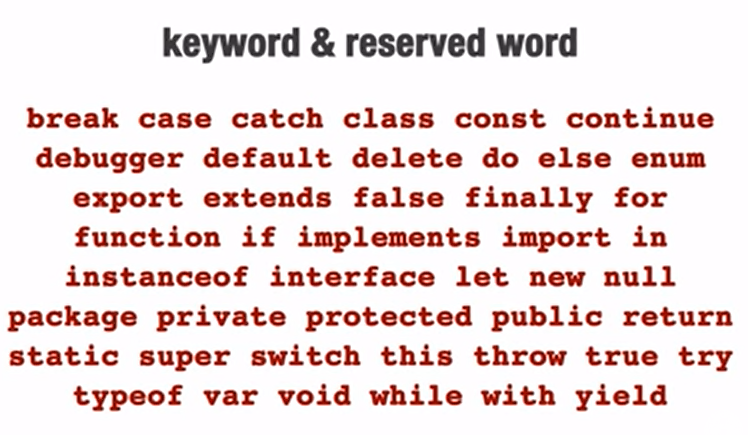 keyword & reserved word
break case catch class const continue
debugger default delete do else enum
export extends false finally for
function if implements import in
instanceof interface let new null
package private protected public return
static super switch this throw true try
typeof var void while with yield